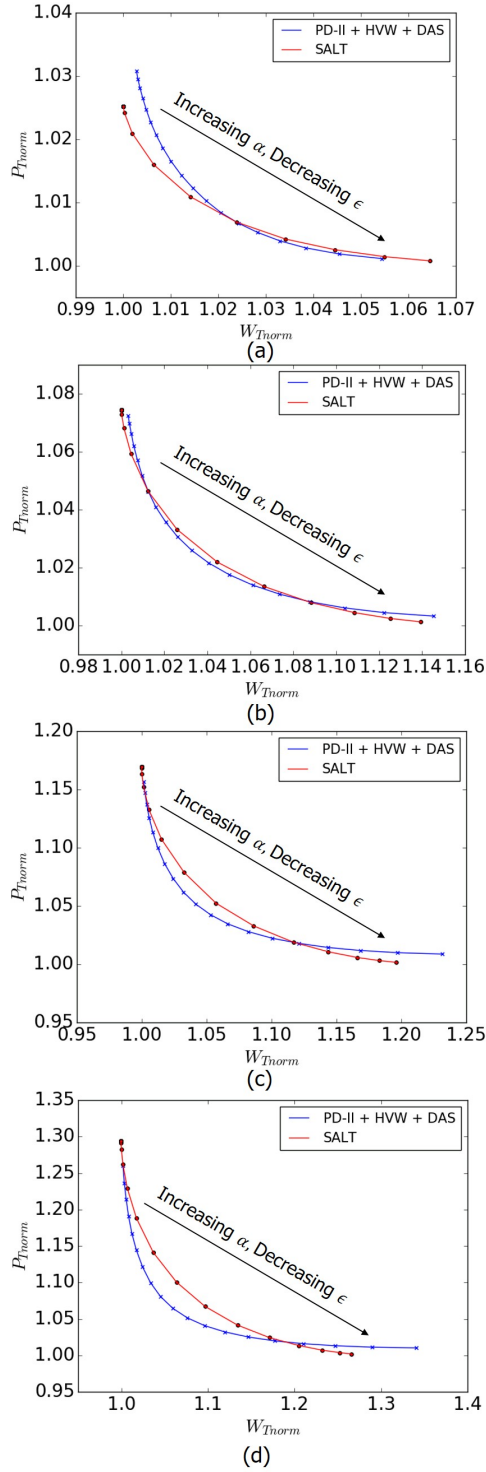 1.04
1.03
1.02
1.01
1.00
P_Tnorm
PD-II + HVW + DAS
SALT
Increasing α, Decreasing ϵ
0.99 1.00 1.01 1.02 1.03 1.04 1.05 1.06 1.07
W_Tnorm
(a)
1.08
1.06
1.04
1.02
1.00
P_Tnorm
PD-II + HVW + DAS
SALT
Increasing α, Decreasing ϵ
0.98 1.00 1.02 1.04 1.06 1.08 1.10 1.12 1.14 1.16
W_Tnorm
(b)
1.20
1.15
1.10
1.05
1.00
0.95
P_Tnorm
PD-II + HVW + DAS
SALT
Increasing α, Decreasing ϵ
0.95 1.00 1.05 1.10 1.15 1.20 1.25
W_Tnorm
(c)
1.35
1.30
1.25
1.20
1.15
1.10
1.05
1.00
0.95
P_Tnorm
PD-II + HVW + DAS
SALT
Increasing α, Decreasing ϵ
1.0 1.1 1.2 1.3 1.4
W_Tnorm
(d)